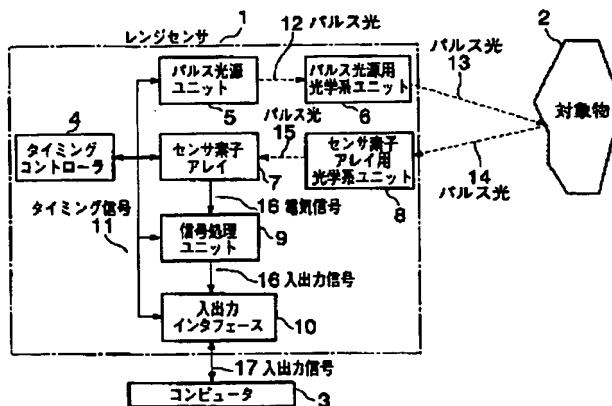 1
レンジセンサ
12 パルス光
2
パルス光源
ユニット
5
パルス光源用
光学系ユニット
6
パルス光
13
対象物
4
タイミング
コントローラ
パルス光
15
センサ素子
アレイ
7
センサ素子
アレイ用
光学系ユニット
8
14
パルス光
16 電気信号
タイミング信号
11
信号処理
ユニット
9
16 入出力信号
入出力
インタフェース
10
17 入出力信号
コンピュータ
3